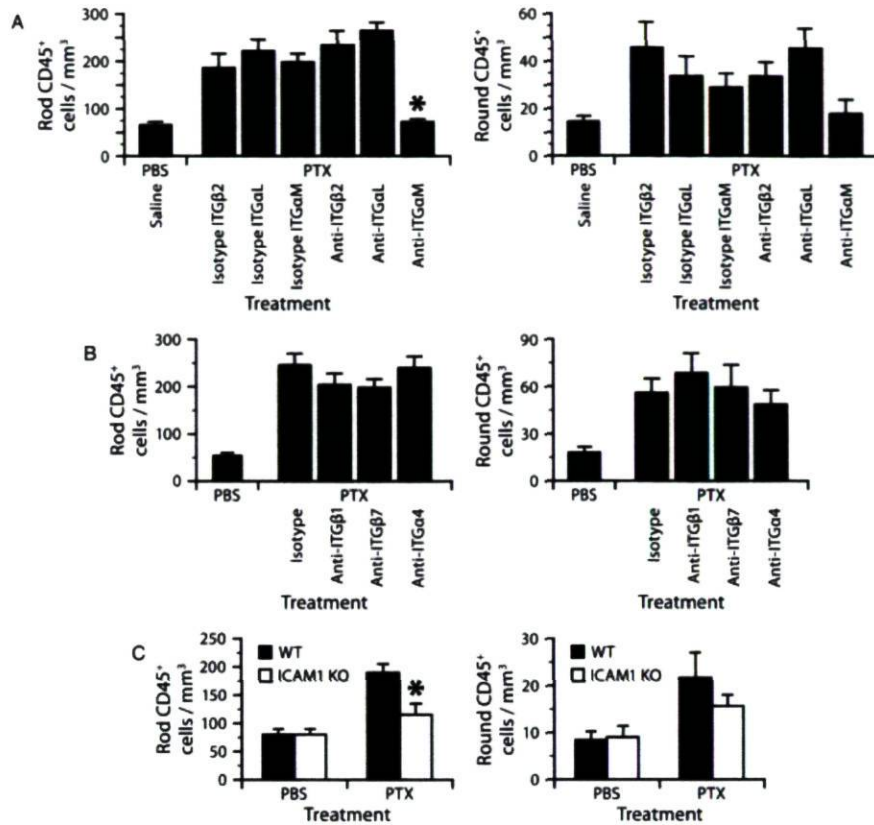 A
Rod CD45⁺
cells / mm³
300
200
100
0
PBS
PTX
Saline
Isotype ITGβ2
Isotype ITGαL
Isotype ITGαM
Anti-ITGβ2
Anti-ITGαL
Anti-ITGαM
*
Treatment
Round CD45⁺
cells / mm³
60
40
20
0
PBS
PTX
Saline
Isotype ITGβ2
Isotype ITGαL
Isotype ITGαM
Anti-ITGβ2
Anti-ITGαL
Anti-ITGαM
Treatment
B
Rod CD45⁺
cells / mm³
300
200
100
0
PBS
PTX
Isotype
Anti-ITGβ1
Anti-ITGβ7
Anti-ITGα4
Treatment
Round CD45⁺
cells / mm³
90
60
30
0
PBS
PTX
Isotype
Anti-ITGβ1
Anti-ITGβ7
Anti-ITGα4
Treatment
C
Rod CD45⁺
cells / mm³
250
200
150
100
50
0
WT
ICAM1 KO
*
PBS
PTX
Treatment
Round CD45⁺
cells / mm³
30
20
10
0
WT
ICAM1 KO
PBS
PTX
Treatment